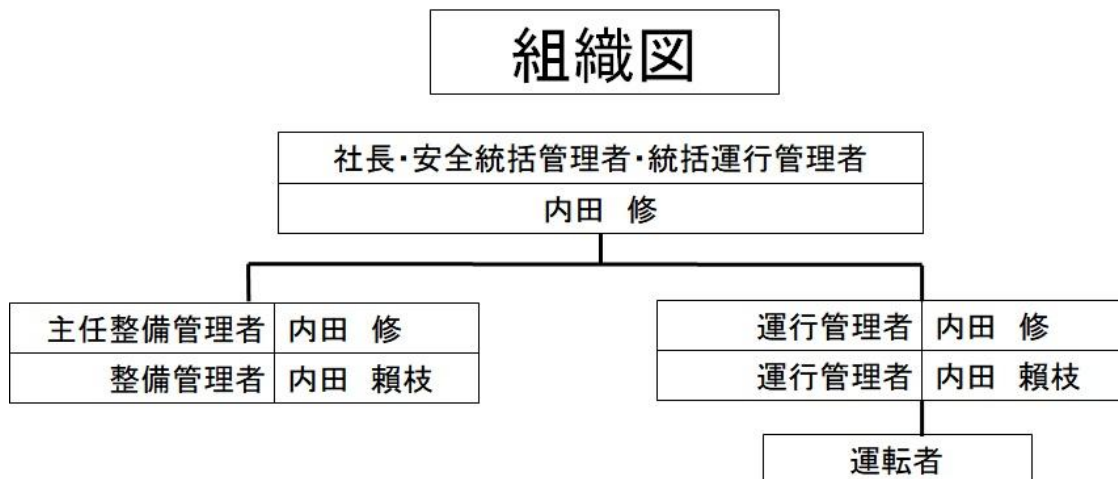 組織図
社長・安全統括管理者・統括運行管理者
内田　修
主任整備管理者 内田　修
整備管理者 内田　賴枝
運行管理者 内田　修
運行管理者 内田　賴枝
運転者